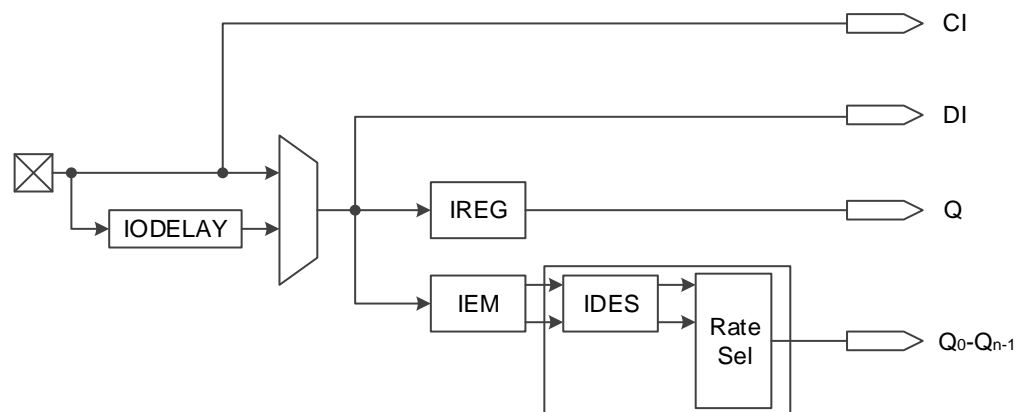 CI
DI
IREG
Q
IODELAY
IEM
IDES
Rate
Sel
Q0-Qn-1